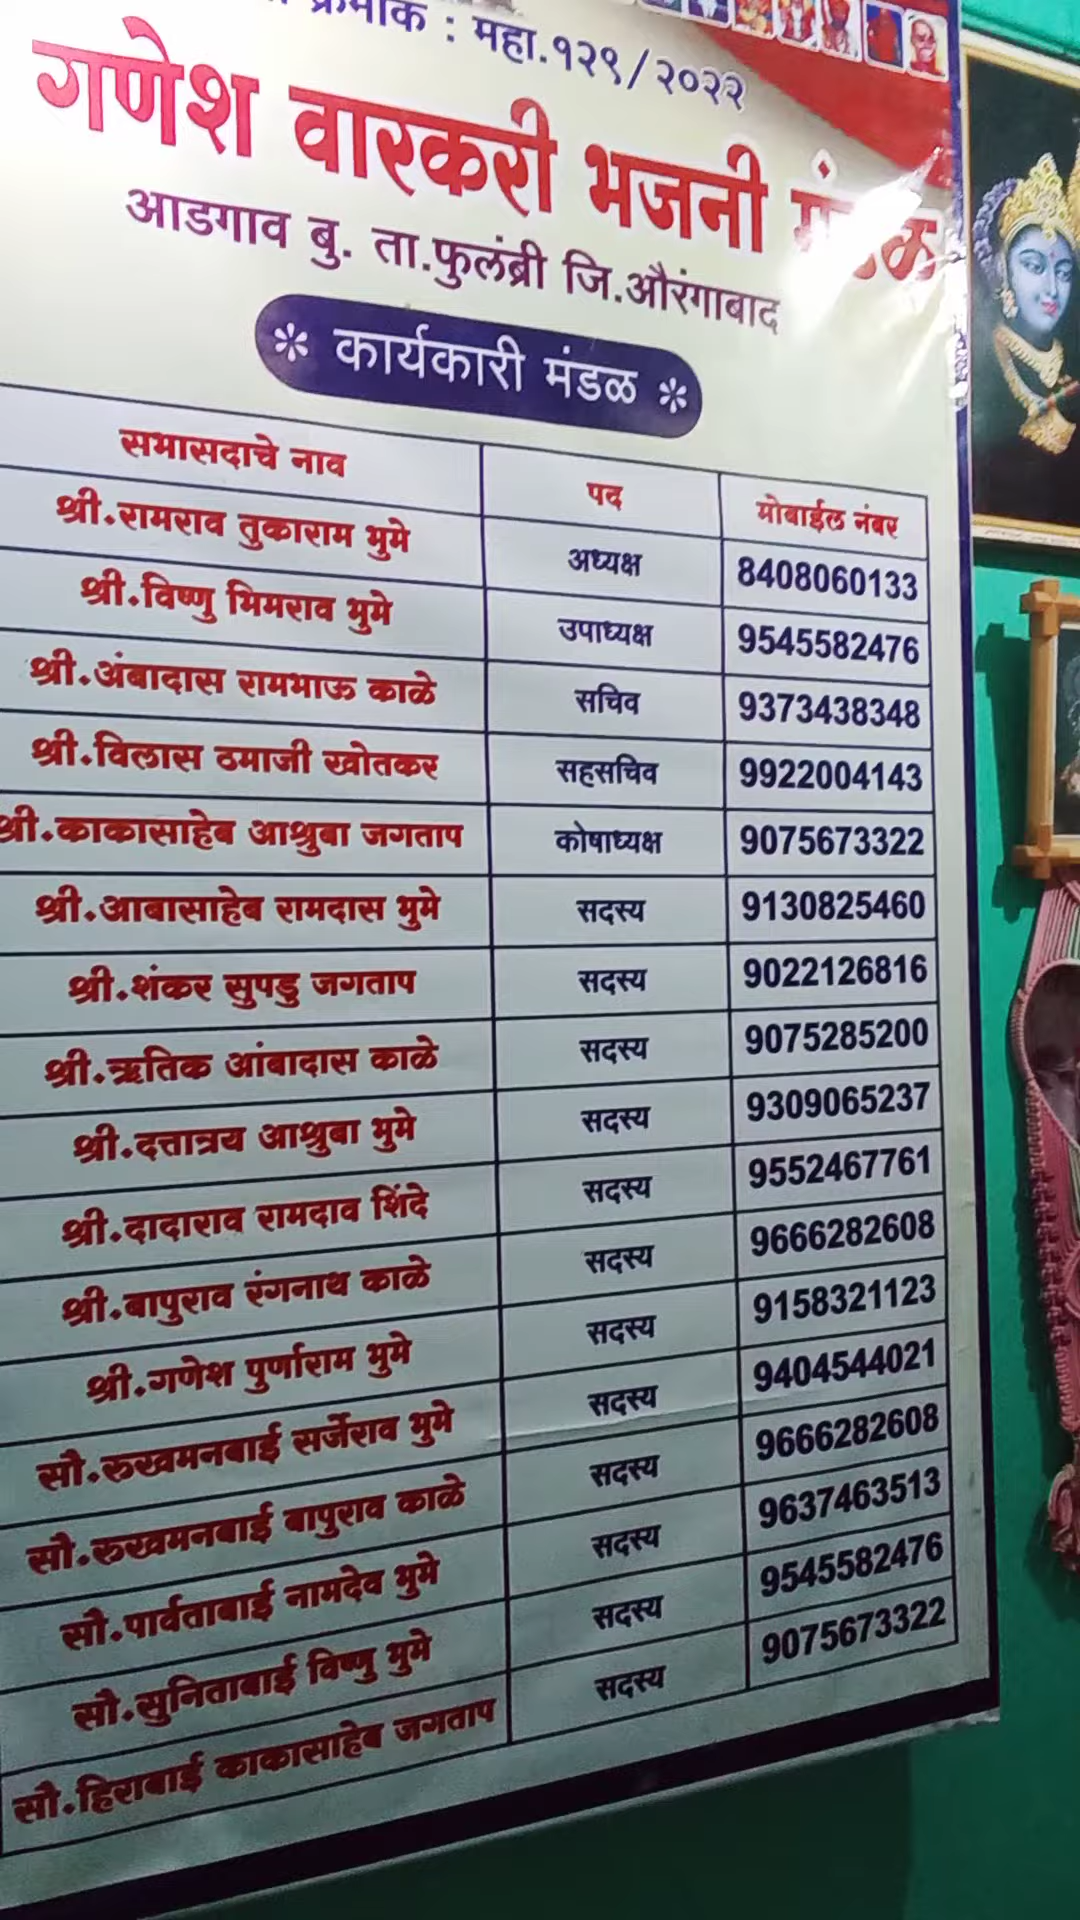 क्रमांक : महा.१२९/२०२२
गणेश वारकरी भजनी मंडळ
आडगाव बु. ता.फुलंब्री जि.औरंगाबाद
* कार्यकारी मंडळ *
सभासदाचे नाव पद मोबाईल नंबर
श्री.रामराव तुकाराम भुमे अध्यक्ष 8408060133
श्री.विष्णु भिमराव भुमे उपाध्यक्ष 9545582476
श्री.अंबादास रामभाऊ काळे सचिव 9373438348
श्री.विलास ठमाजी खोतकर सहसचिव 9922004143
श्री.काकासाहेब आश्रुबा जगताप कोषाध्यक्ष 9075673322
श्री.आबासाहेब रामदास भुमे सदस्य 9130825460
श्री.शंकर सुपडु जगताप सदस्य 9022126816
श्री.ऋतिक आंबादास काळे सदस्य 9075285200
श्री.दत्तात्रय आश्रुबा भुमे सदस्य 9309065237
श्री.दादाराव रामदाव शिंदे सदस्य 9552467761
श्री.बापुराव रंगनाथ काळे सदस्य 9666282608
श्री.गणेश पुर्णाराम भुमे सदस्य 9158321123
सौ.रुखमनबाई सर्जेराव भुमे सदस्य 9404544021
सौ.रुखमनबाई बापुराव काळे सदस्य 9666282608
सौ.पार्वताबाई नामदेव भुमे सदस्य 9637463513
सौ.सुनिताबाई विष्णु भुमे सदस्य 9545582476
सौ.हिराबाई काकासाहेब जगताप सदस्य 9075673322